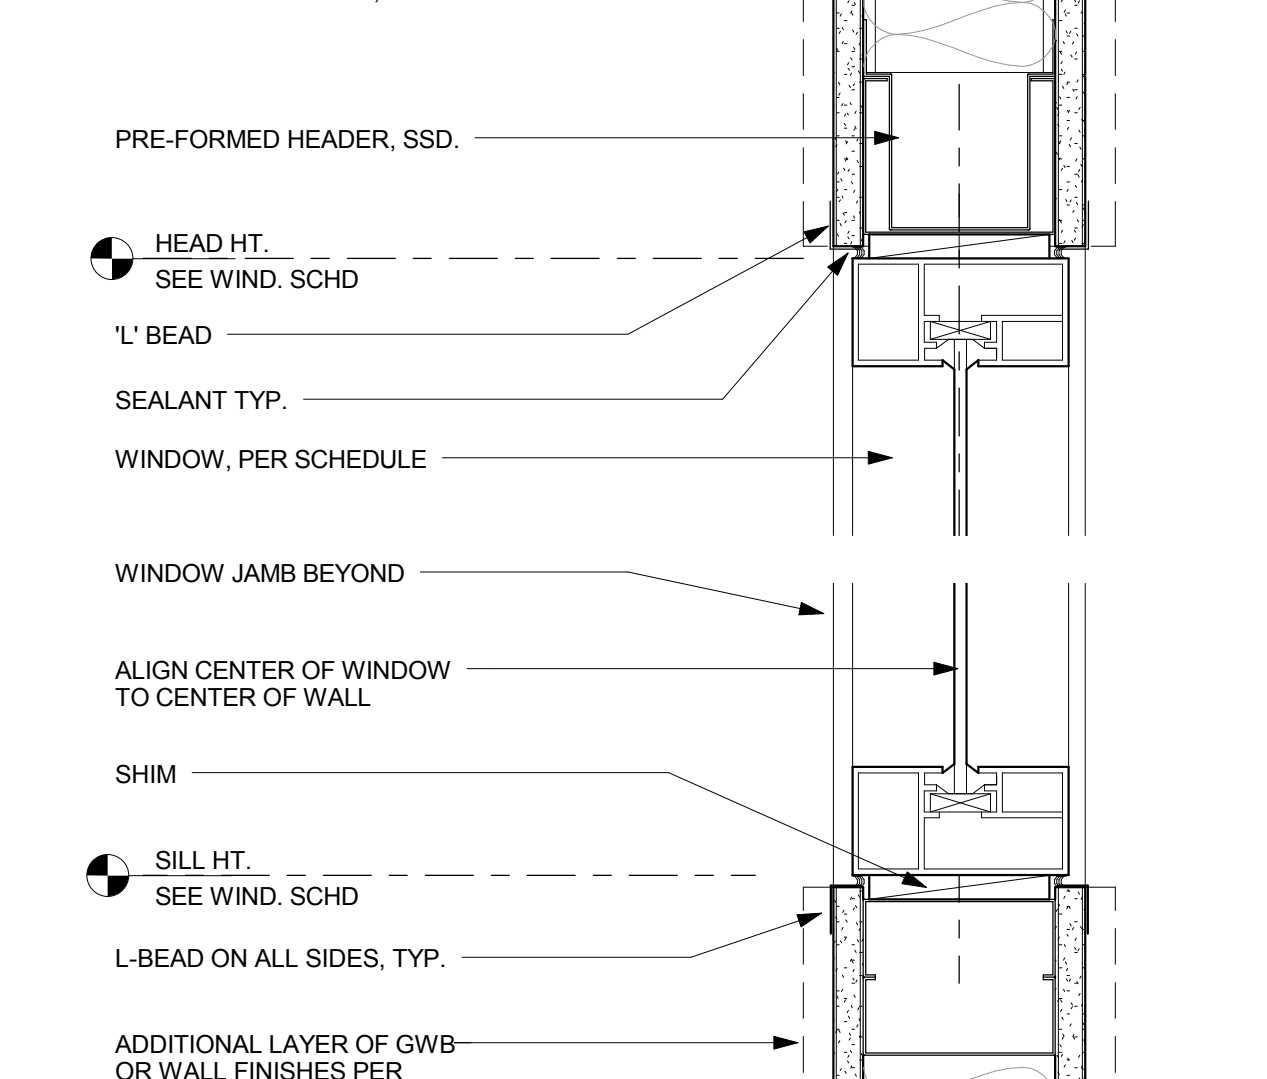 PRE-FORMED HEADER, SSD.
HEAD HT.
SEE WIND. SCHD
'L' BEAD
SEALANT TYP.
WINDOW, PER SCHEDULE
WINDOW JAMB BEYOND
ALIGN CENTER OF WINDOW
TO CENTER OF WALL
SHIM
SILL HT.
SEE WIND. SCHD
L-BEAD ON ALL SIDES, TYP.
ADDITIONAL LAYER OF GWB
OR WALL FINISHES PER